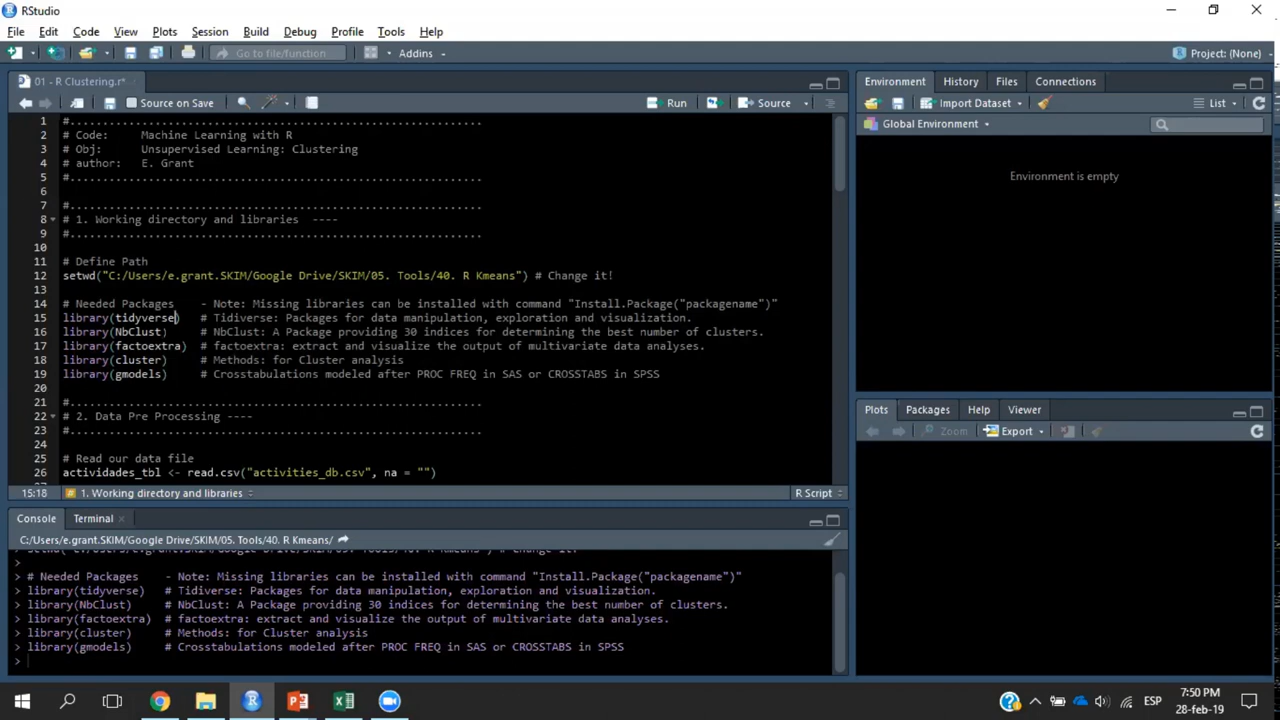 RStudio
File Edit Code View Plots Session Build Debug Profile Tools Help
Go to file/function Addins Project: (None)
01 - R Clustering.r*
Source on Save Run Source
1 #...............................................................
2 # Code: Machine Learning with R
3 # Obj: Unsupervised Learning: Clustering
4 # author: E. Grant
5 #...............................................................
6
7 #...............................................................
8 # 1. Working directory and libraries ----
9 #...............................................................
10
11 # Define Path
12 setwd("C:/Users/e.grant.SKIM/Google Drive/SKIM/05. Tools/40. R Kmeans") # Change it!
13
14 # Needed Packages - Note: Missing libraries can be installed with command "Install.Package("packagename")"
15 library(tidyverse) # Tidiverse: Packages for data manipulation, exploration and visualization.
16 library(NbClust) # NbClust: A Package providing 30 indices for determining the best number of clusters.
17 library(factoextra) # factoextra: extract and visualize the output of multivariate data analyses.
18 library(cluster) # Methods: for Cluster analysis
19 library(gmodels) # Crosstabulations modeled after PROC FREQ in SAS or CROSSTABS in SPSS
20
21 #...............................................................
22 # 2. Data Pre Processing ----
23 #...............................................................
24
25 # Read our data file
26 actividades_tbl <- read.csv("activities_db.csv", na = "")
15:18 1. Working directory and libraries R Script
Console Terminal
C:/Users/e.grant.SKIM/Google Drive/SKIM/05. Tools/40. R Kmeans/
> setwd("C:/Users/e.grant.SKIM/Google Drive/SKIM/05. Tools/40. R Kmeans") # Change it!
>
> # Needed Packages - Note: Missing libraries can be installed with command "Install.Package("packagename")"
> library(tidyverse) # Tidiverse: Packages for data manipulation, exploration and visualization.
> library(NbClust) # NbClust: A Package providing 30 indices for determining the best number of clusters.
> library(factoextra) # factoextra: extract and visualize the output of multivariate data analyses.
> library(cluster) # Methods: for Cluster analysis
> library(gmodels) # Crosstabulations modeled after PROC FREQ in SAS or CROSSTABS in SPSS
>
Environment History Files Connections
Import Dataset List
Global Environment
Environment is empty
Plots Packages Help Viewer
Zoom Export
ESP
7:50 PM
28-feb-19